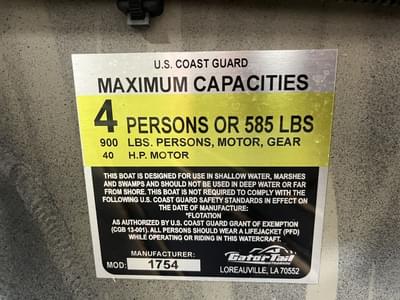 U.S. COAST GUARD
MAXIMUM CAPACITIES
4 PERSONS OR 585 LBS
900 LBS. PERSONS, MOTOR, GEAR
40 H.P. MOTOR
THIS BOAT IS DESIGNED FOR USE IN SHALLOW WATER, MARSHES
AND SWAMPS AND SHOULD NOT BE USED IN DEEP WATER OR FAR
FROM SHORE. THIS BOAT IS NOT REQUIRED TO COMPLY WITH THE
FOLLOWING U.S. COAST GUARD SAFETY STANDARDS IN EFFECT ON
THE DATE OF MANUFACTURE:
*FLOTATION
AS AUTHORIZED BY U.S. COAST GUARD GRANT OF EXEMPTION
(CGB 13-001). ALL PERSONS SHOULD WEAR A LIFEJACKET (PFD)
WHILE OPERATING OR RIDING IN THIS WATERCRAFT.
MANUFACTURER:
MOD: 1754
GatorTail
LOREAUVILLE, LA 70552